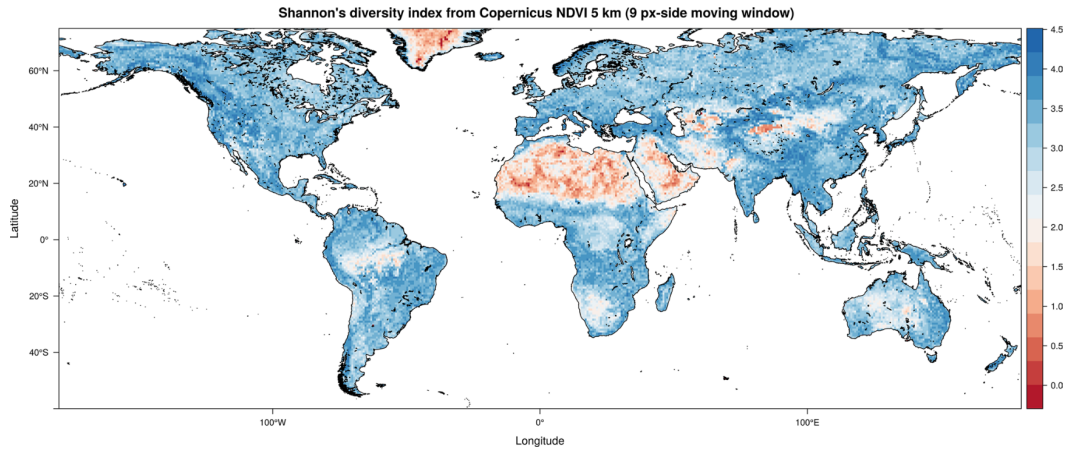 Shannon's diversity index from Copernicus NDVI 5 km (9 px-side moving window)
4.5
4.0
3.5
3.0
2.5
2.0
1.5
1.0
0.5
0.0
60°N
40°N
20°N
0°
20°S
40°S
Latitude
100°W
0°
100°E
Longitude